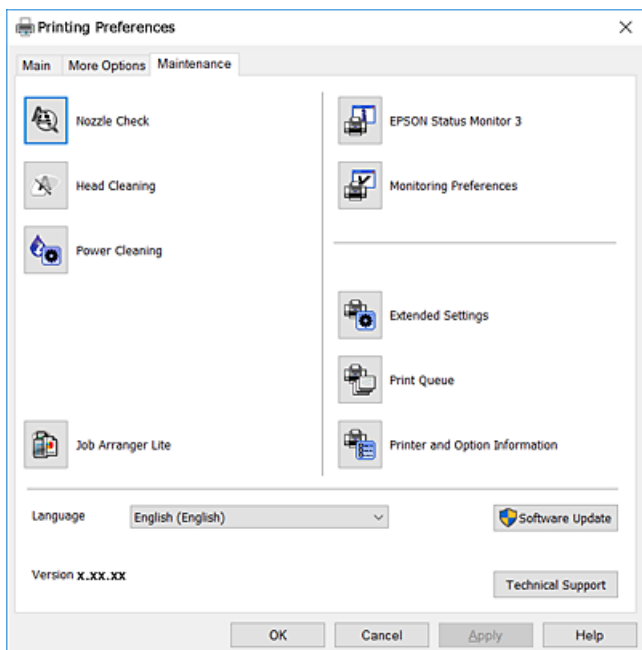 Printing Preferences
Main More Options Maintenance
Nozzle Check
Head Cleaning
Power Cleaning
Job Arranger Lite
EPSON Status Monitor 3
Monitoring Preferences
Extended Settings
Print Queue
Printer and Option Information
Language English (English) Software Update
Version x.xx.xx Technical Support
OK Cancel Apply Help